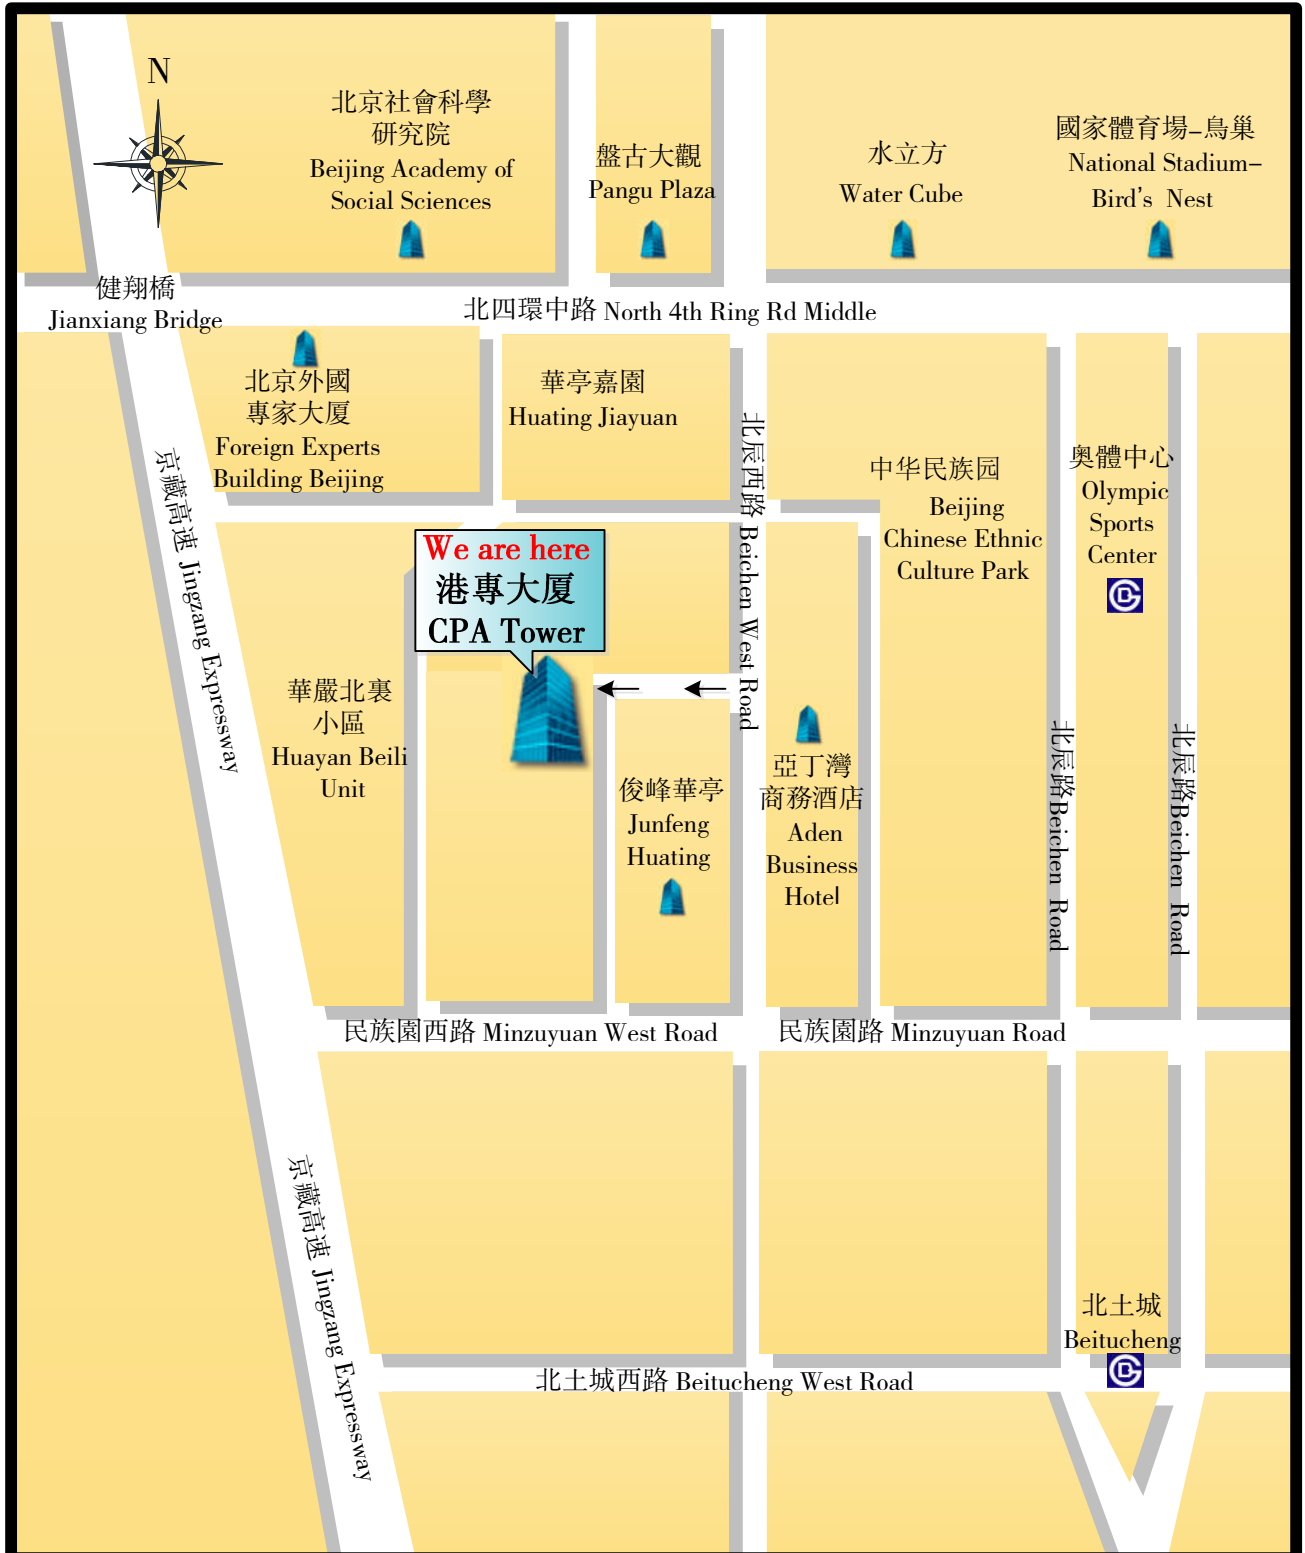 N
北京社會科學
研究院
Beijing Academy of
Social Sciences
盤古大觀
Pangu Plaza
水立方
Water Cube
國家體育場–鳥巢
National Stadium–
Bird's Nest
健翔橋
Jianxiang Bridge
北四環中路 North 4th Ring Rd Middle
北京外國
專家大厦
Foreign Experts
Building Beijing
華亭嘉園
Huating Jiayuan
北辰西路 Beichen West Road
中华民族园
Beijing
Chinese Ethnic
Culture Park
奥體中心
Olympic
Sports
Center
京藏高速 Jingzang Expressway
We are here
港專大厦
CPA Tower
華嚴北裏
小區
Huayan Beili
Unit
俊峰華亭
Junfeng
Huating
亞丁灣
商務酒店
Aden
Business
Hotel
北辰路Beichen Road
北辰路Beichen Road
民族園西路 Minzuyuan West Road
民族園路 Minzuyuan Road
京藏高速 Jingzang Expressway
北土城
Beitucheng
北土城西路 Beitucheng West Road